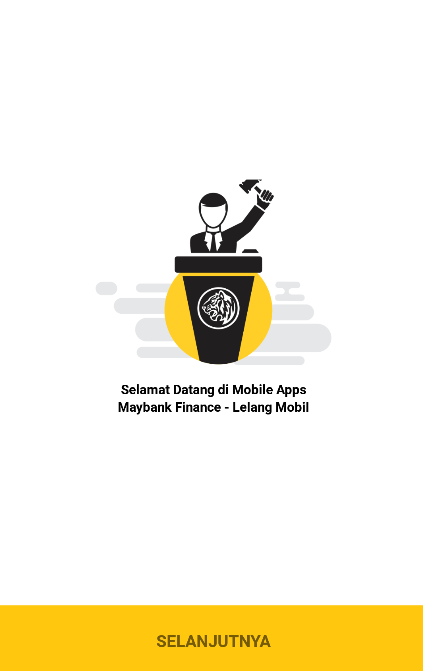 Selamat Datang di Mobile Apps
Maybank Finance - Lelang Mobil
SELANJUTNYA